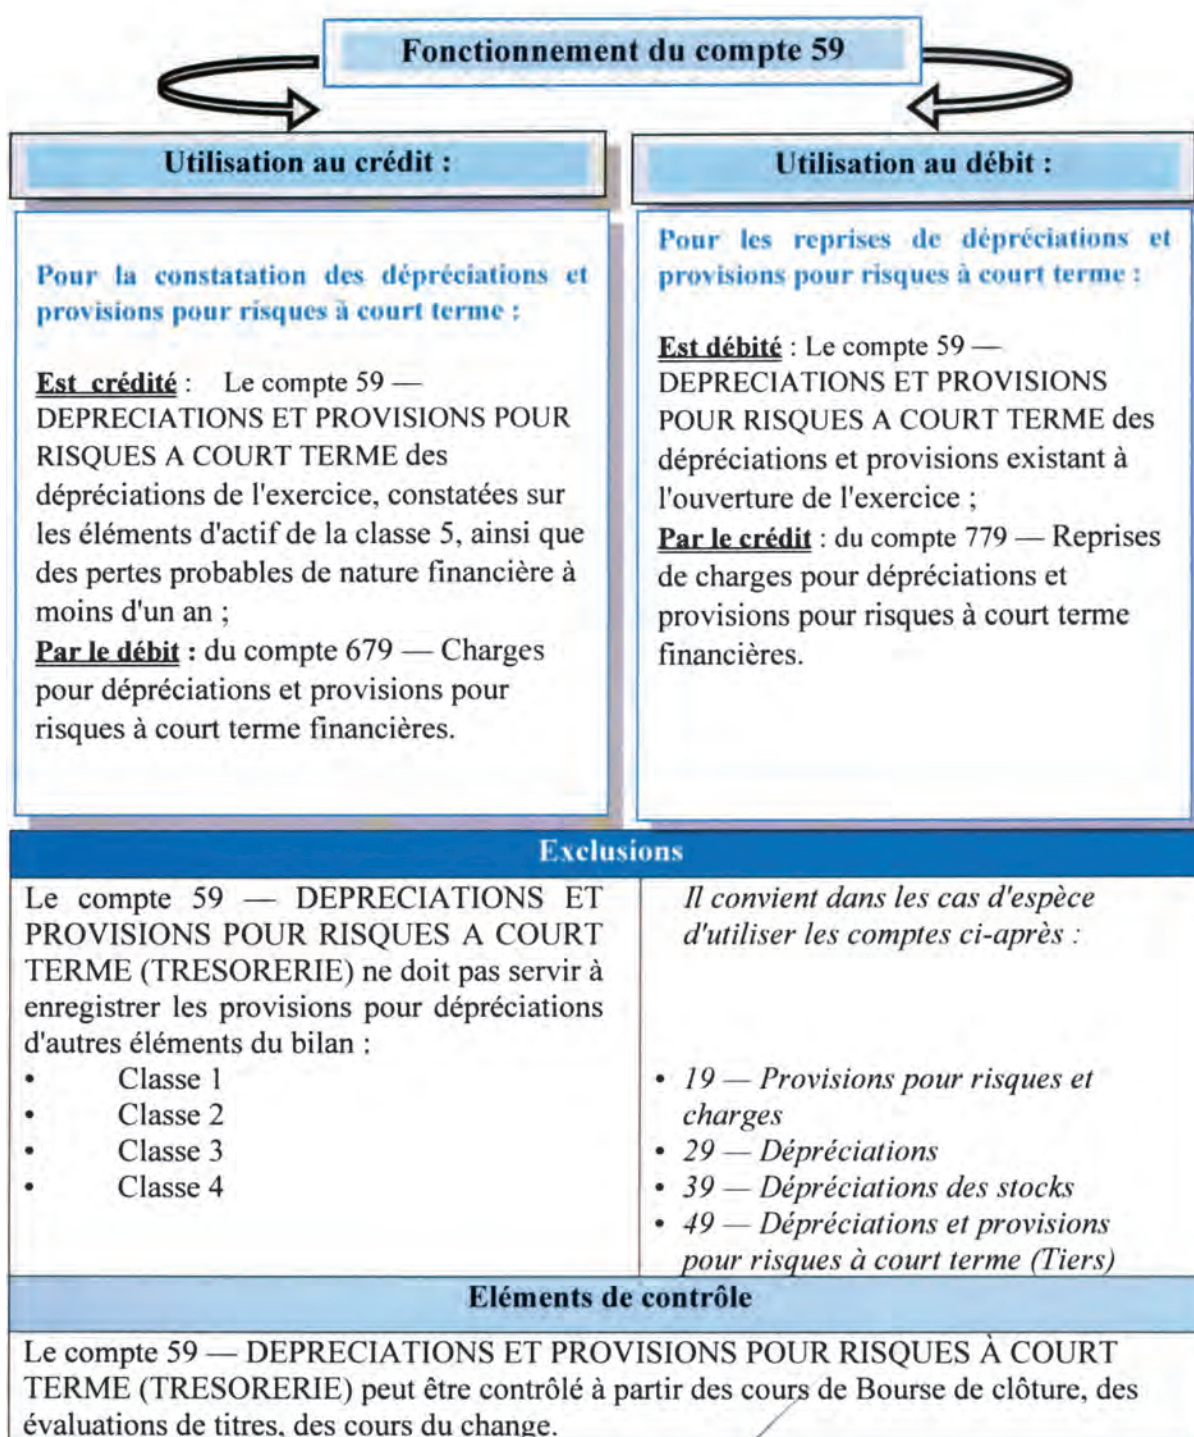 Fonctionnement du compte 59
Utilisation au crédit :
Pour la constatation des dépréciations et
provisions pour risques à court terme :
Est crédité : Le compte 59 —
DEPRECIATIONS ET PROVISIONS POUR
RISQUES A COURT TERME des
dépréciations de l'exercice, constatées sur
les éléments d'actif de la classe 5, ainsi que
des pertes probables de nature financière à
moins d'un an ;
Par le débit : du compte 679 — Charges
pour dépréciations et provisions pour
risques à court terme financières.
Utilisation au débit :
Pour les reprises de dépréciations et
provisions pour risques à court terme :
Est débité : Le compte 59 —
DEPRECIATIONS ET PROVISIONS
POUR RISQUES A COURT TERME des
dépréciations et provisions existant à
l'ouverture de l'exercice ;
Par le crédit : du compte 779 — Reprises
de charges pour dépréciations et
provisions pour risques à court terme
financières.
Exclusions
Le compte 59 — DEPRECIATIONS ET
PROVISIONS POUR RISQUES A COURT
TERME (TRESORERIE) ne doit pas servir à
enregistrer les provisions pour dépréciations
d'autres éléments du bilan :
• Classe 1
• Classe 2
• Classe 3
• Classe 4
Il convient dans les cas d'espèce
d'utiliser les comptes ci-après :
• 19 — Provisions pour risques et
charges
• 29 — Dépréciations
• 39 — Dépréciations des stocks
• 49 — Dépréciations et provisions
pour risques à court terme (Tiers)
Eléments de contrôle
Le compte 59 — DEPRECIATIONS ET PROVISIONS POUR RISQUES À COURT
TERME (TRESORERIE) peut être contrôlé à partir des cours de Bourse de clôture, des
évaluations de titres, des cours du change.